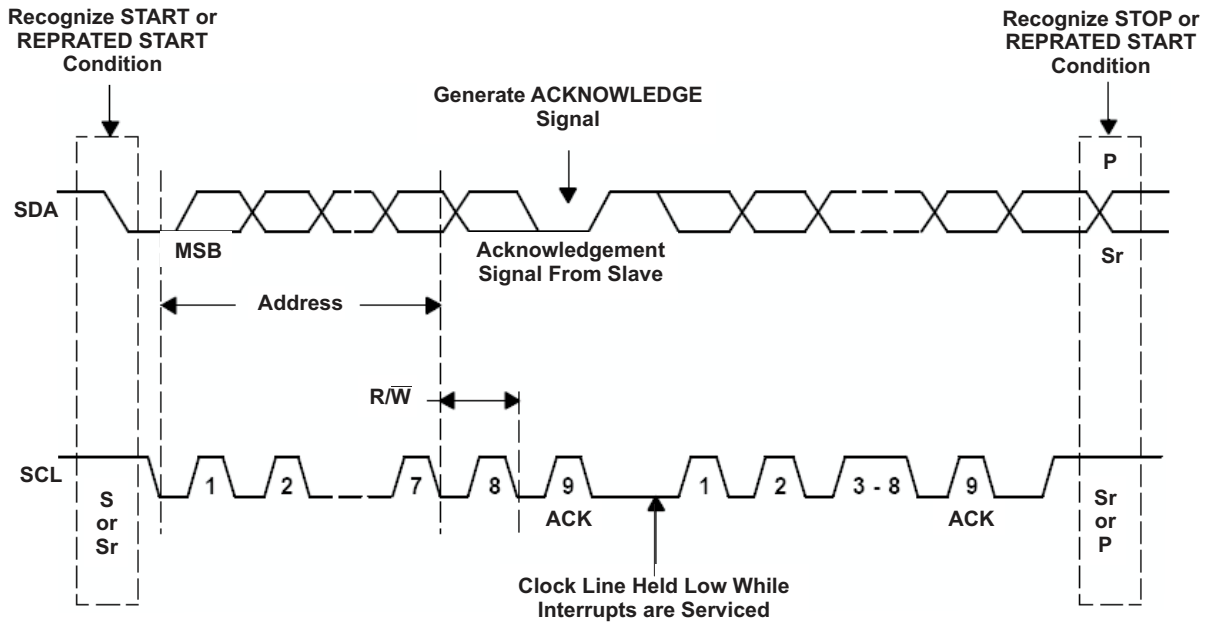 Recognize START or
REPRATED START
Condition
Recognize STOP or
REPRATED START
Condition
Generate ACKNOWLEDGE
Signal
P
SDA
MSB
Acknowledgement
Signal From Slave
Sr
Address
R/W̅
SCL
1
2
7
8
9
1
2
3 - 8
9
S
or
Sr
ACK
ACK
Sr
or
P
Clock Line Held Low While
Interrupts are Serviced